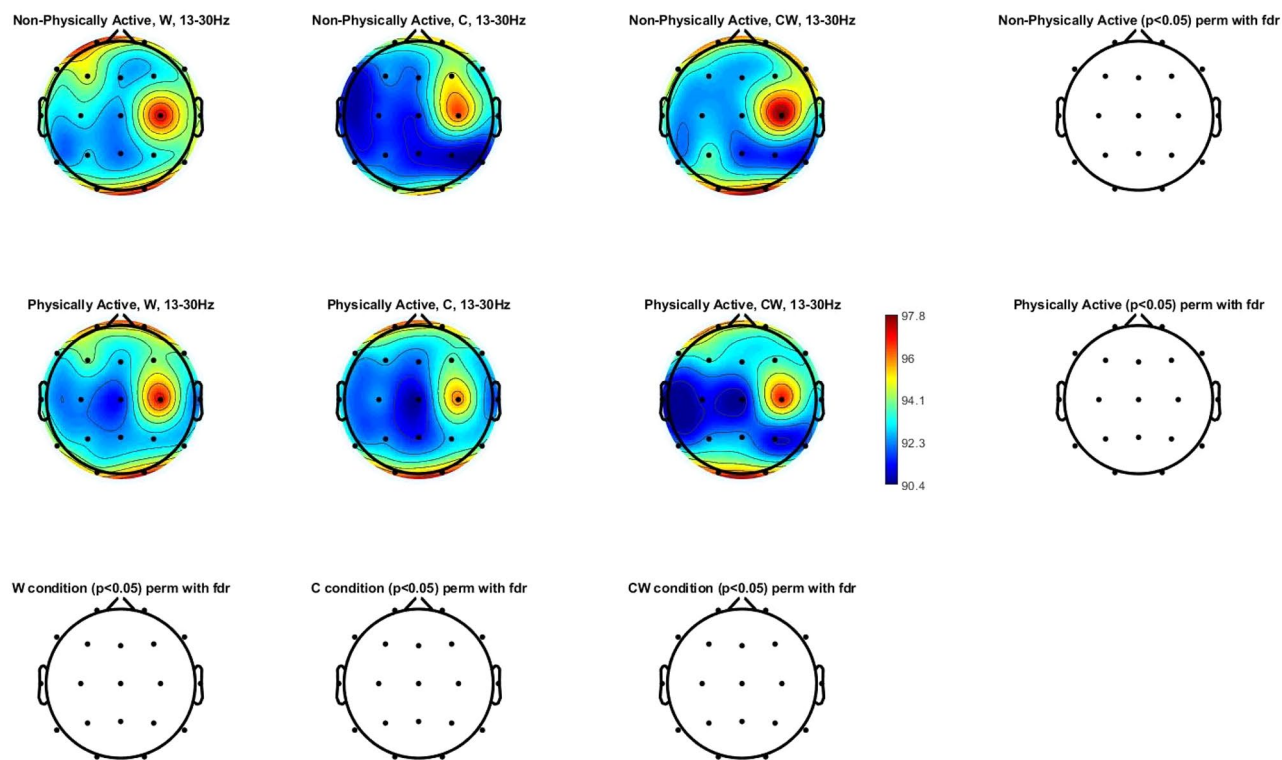 Non-Physically Active, W, 13-30Hz
Non-Physically Active, C, 13-30Hz
Non-Physically Active, CW, 13-30Hz
Non-Physically Active (p<0.05) perm with fdr
Physically Active, W, 13-30Hz
Physically Active, C, 13-30Hz
Physically Active, CW, 13-30Hz
97.8
96
94.1
92.3
90.4
Physically Active (p<0.05) perm with fdr
W condition (p<0.05) perm with fdr
C condition (p<0.05) perm with fdr
CW condition (p<0.05) perm with fdr